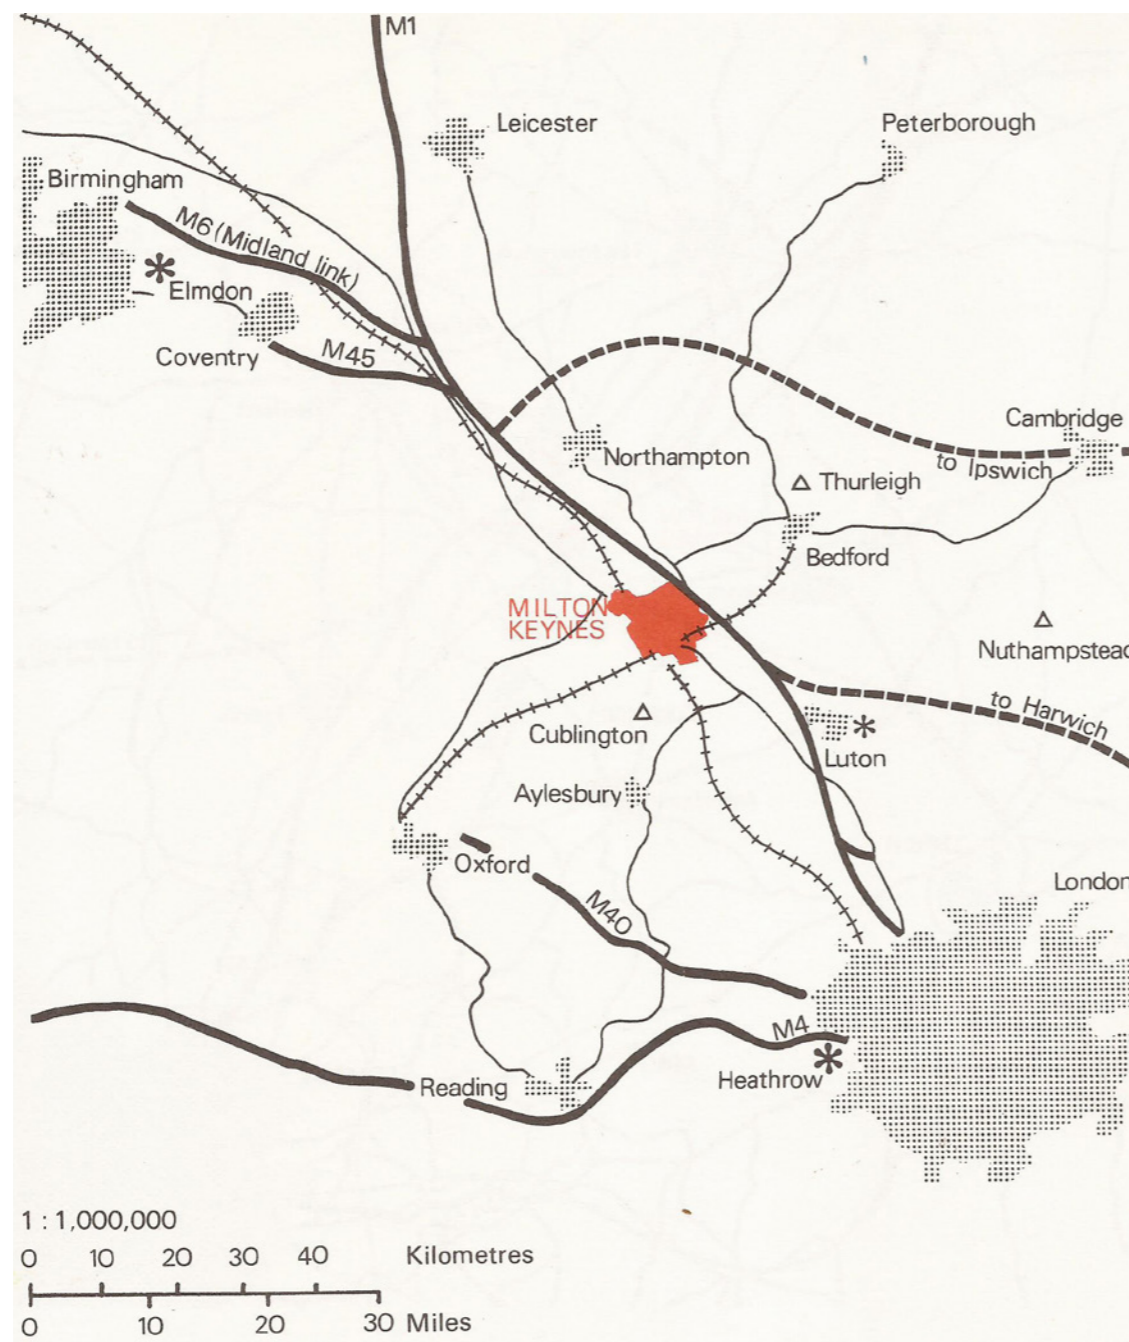 M1
Leicester
Peterborough
Birmingham
M6 (Midland link)
Elmdon
Coventry
M45
Cambridge
to Ipswich
Northampton
Thurleigh
Bedford
MILTON
KEYNES
Nuthampstead
to Harwich
Cublington
Luton
Aylesbury
Oxford
London
M40
M4
Reading
Heathrow
1 : 1,000,000
0 10 20 30 40 Kilometres
0 10 20 30 Miles